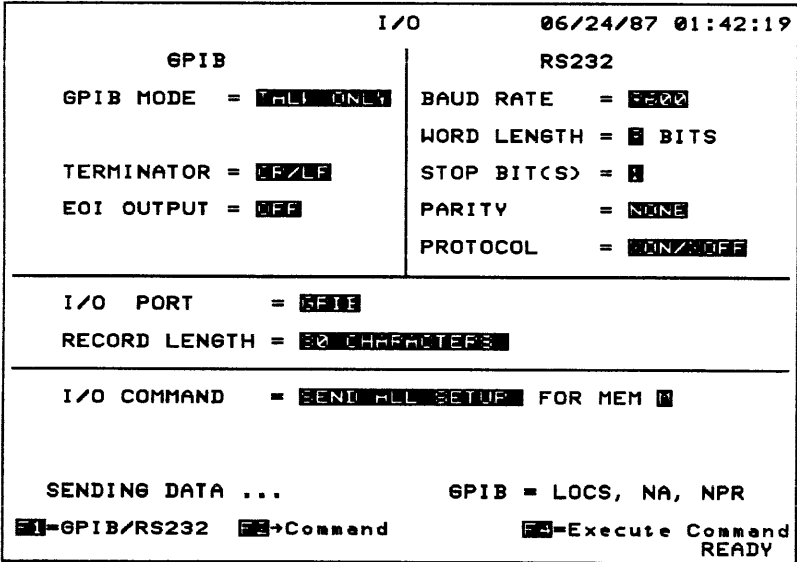 I/O 06/24/87 01:42:19
GPIB
GPIB MODE = TALK ONLY
TERMINATOR = CR/LF
EOI OUTPUT = OFF
RS232
BAUD RATE = 9600
WORD LENGTH = BITS
STOP BIT(S) = 1
PARITY = NONE
PROTOCOL = XON/XOFF
I/O PORT = GPIB
RECORD LENGTH = 80 CHARACTERS
I/O COMMAND = SEND ALL SETUP FOR MEM
SENDING DATA ... GPIB = LOCS, NA, NPR
F1=GPIB/RS232 F2→Command F4=Execute Command
READY